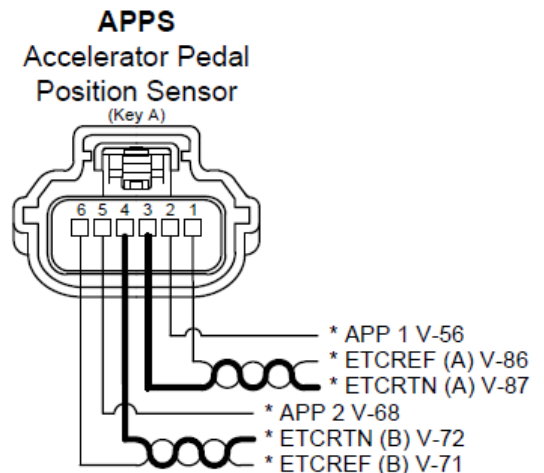 APPS
Accelerator Pedal
Position Sensor
(Key A)
6 5 4 3 2 1
* APP 1 V-56
* ETCREF (A) V-86
* ETCRTN (A) V-87
* APP 2 V-68
* ETCRTN (B) V-72
* ETCREF (B) V-71